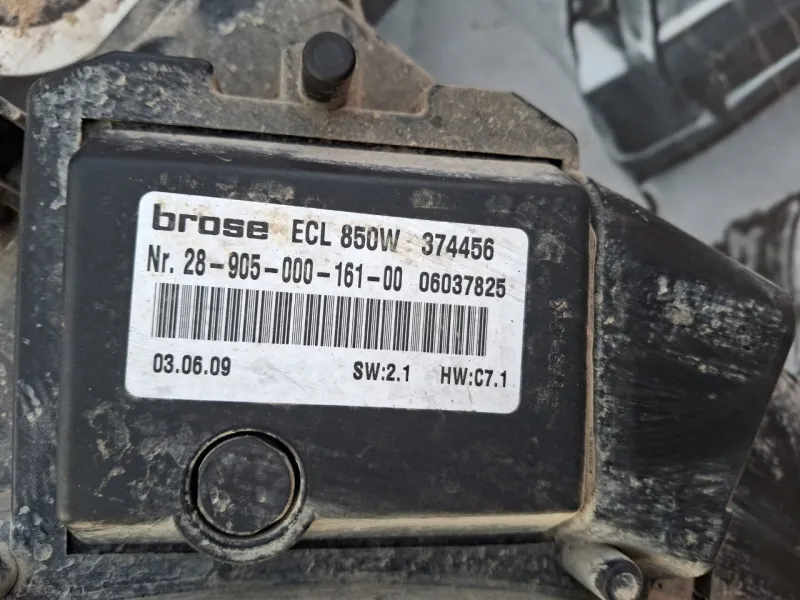 brose ECL 850W 374456
Nr. 28-905-000-161-00 06037825
03.06.09 SW:2.1 HW:C7.1